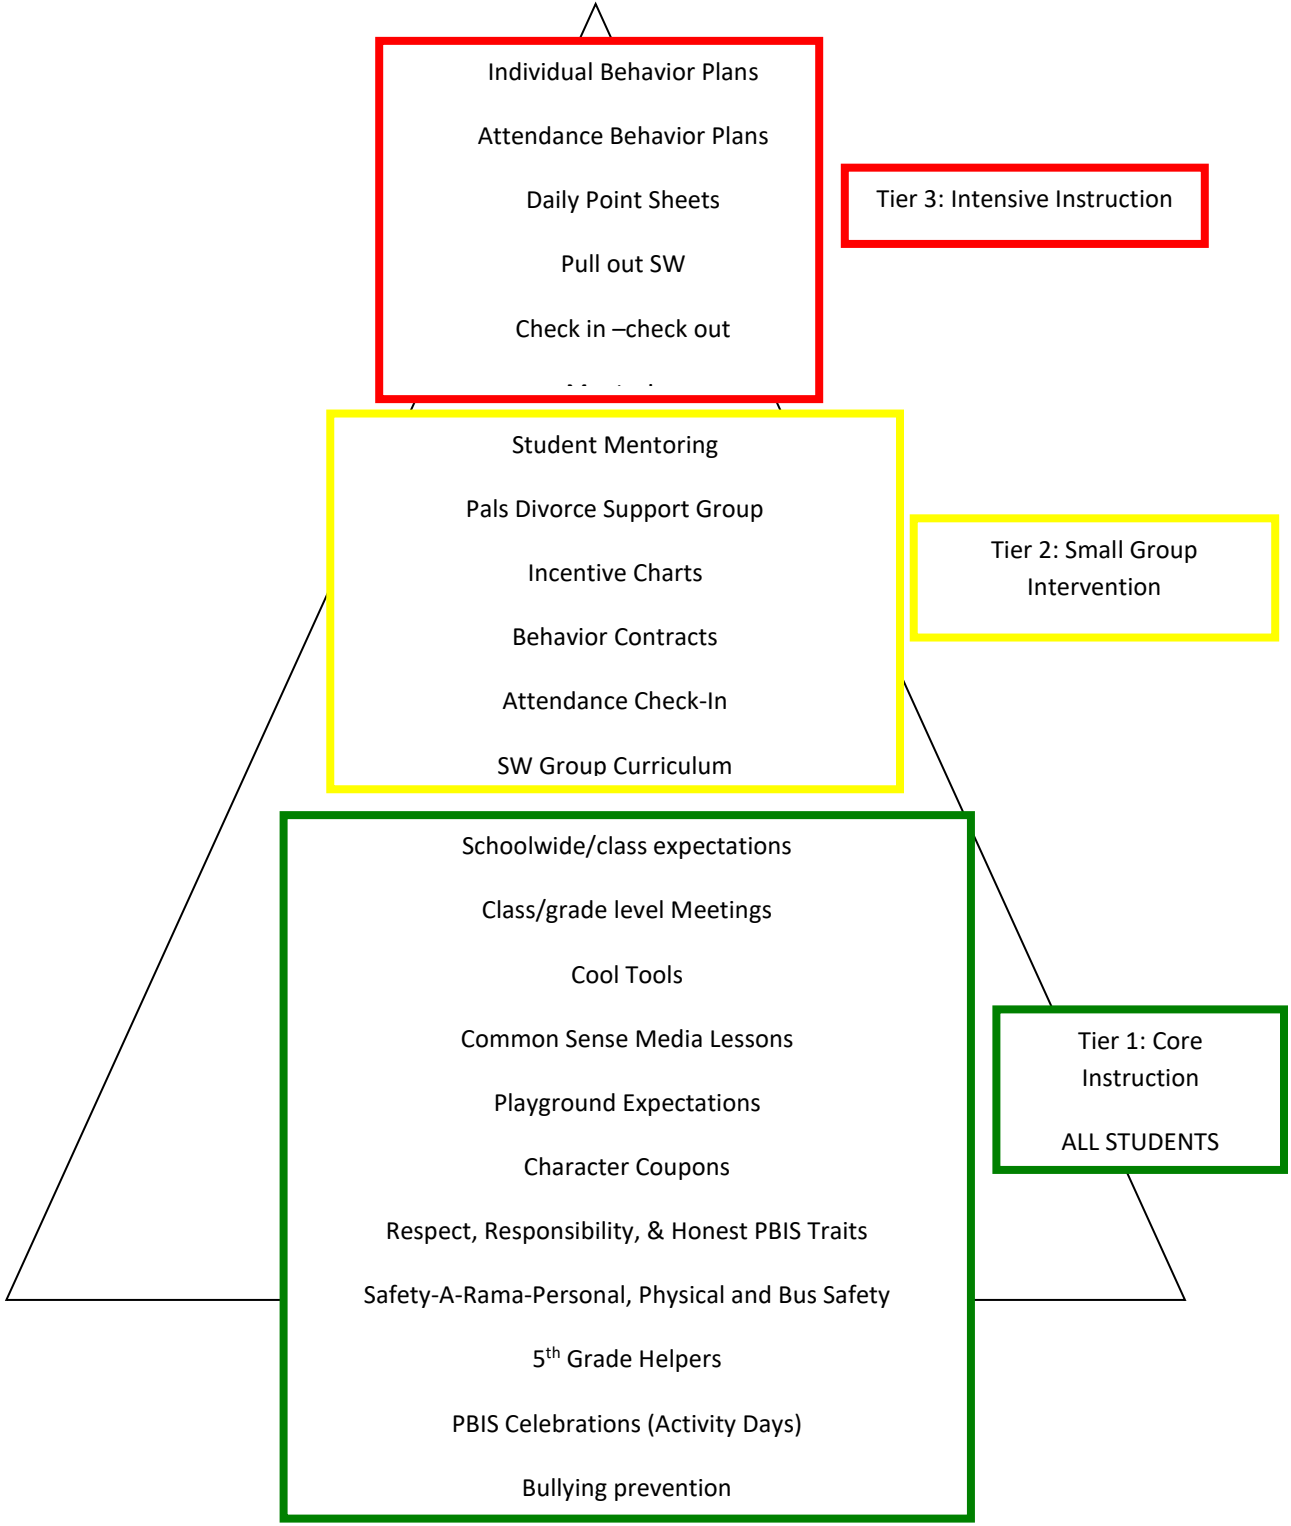 Individual Behavior Plans
Attendance Behavior Plans
Daily Point Sheets
Pull out SW
Check in –check out
Tier 3: Intensive Instruction
Student Mentoring
Pals Divorce Support Group
Incentive Charts
Behavior Contracts
Attendance Check-In
SW Group Curriculum
Tier 2: Small Group
Intervention
Schoolwide/class expectations
Class/grade level Meetings
Cool Tools
Common Sense Media Lessons
Playground Expectations
Character Coupons
Respect, Responsibility, & Honest PBIS Traits
Safety-A-Rama-Personal, Physical and Bus Safety
5th Grade Helpers
PBIS Celebrations (Activity Days)
Bullying prevention
Tier 1: Core
Instruction
ALL STUDENTS